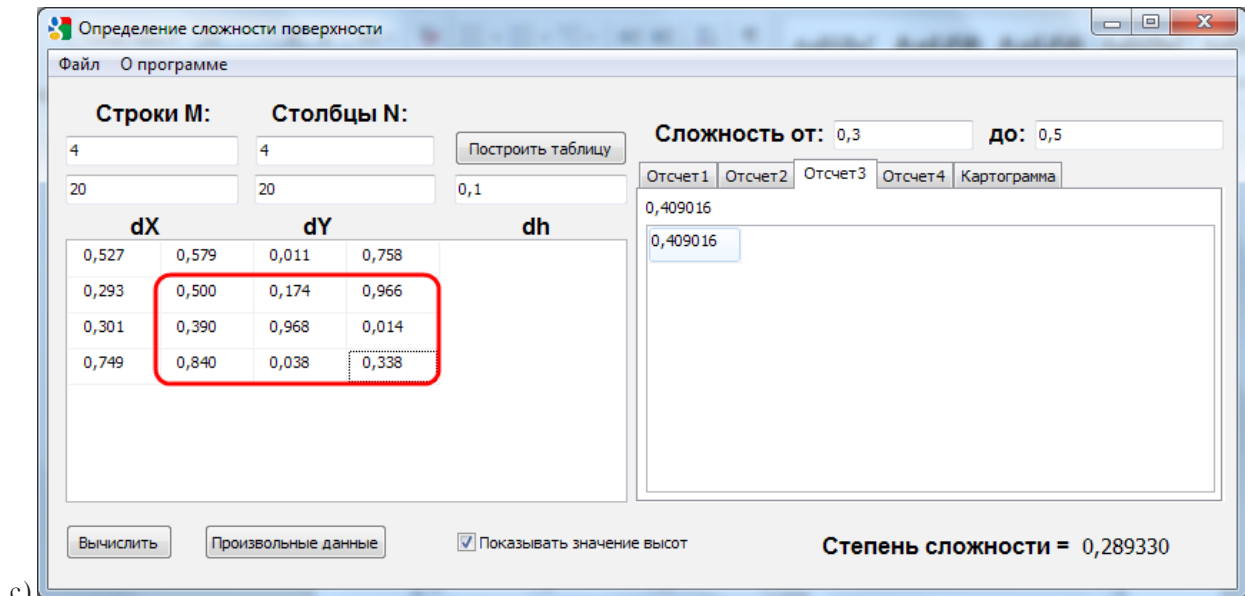 Определение сложности поверхности
Файл О программе
Строки M: Столбцы N:
4 4 Построить таблицу
20 20 0,1
dX dY dh
0,527 0,579 0,011 0,758
0,293 0,500 0,174 0,966
0,301 0,390 0,968 0,014
0,749 0,840 0,038 0,338
Сложность от: 0,3 до: 0,5
Отсчет1 Отсчет2 Отсчет3 Отсчет4 Картограмма
0,409016
0,409016
Вычислить Произвольные данные Показывать значение высот Степень сложности = 0,289330
c)